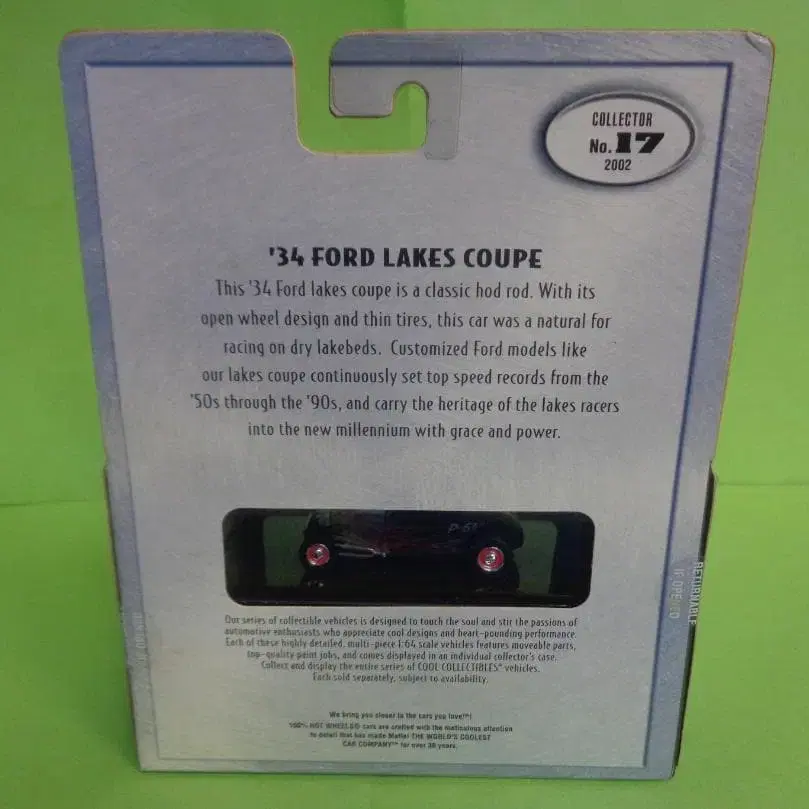 COLLECTOR
No. 17
2002
'34 FORD LAKES COUPE
This '34 Ford lakes coupe is a classic hod rod. With its
open wheel design and thin tires, this car was a natural for
racing on dry lakebeds. Customized Ford models like
our lakes coupe continuously set top speed records from the
'50s through the '90s, and carry the heritage of the lakes racers
into the new millennium with grace and power.
Our series of collectible vehicles is designed to touch the soul and stir the passions of
automotive enthusiasts who appreciate cool designs and heart-pounding performance.
Each of these highly detailed, multi-piece 1:64 scale vehicles features moveable parts,
top-quality paint jobs, and comes displayed in an individual collector's case.
Collect and display the entire series of COOL COLLECTIBLES® vehicles.
Each sold separately, subject to availability.
We bring you closer to the cars you love™!
100% HOT WHEELS® cars are crafted with the meticulous attention
to detail that has made Mattel THE WORLD'S COOLEST
CAR COMPANY™ for over 30 years.
RETURNABLE
IF OPENED